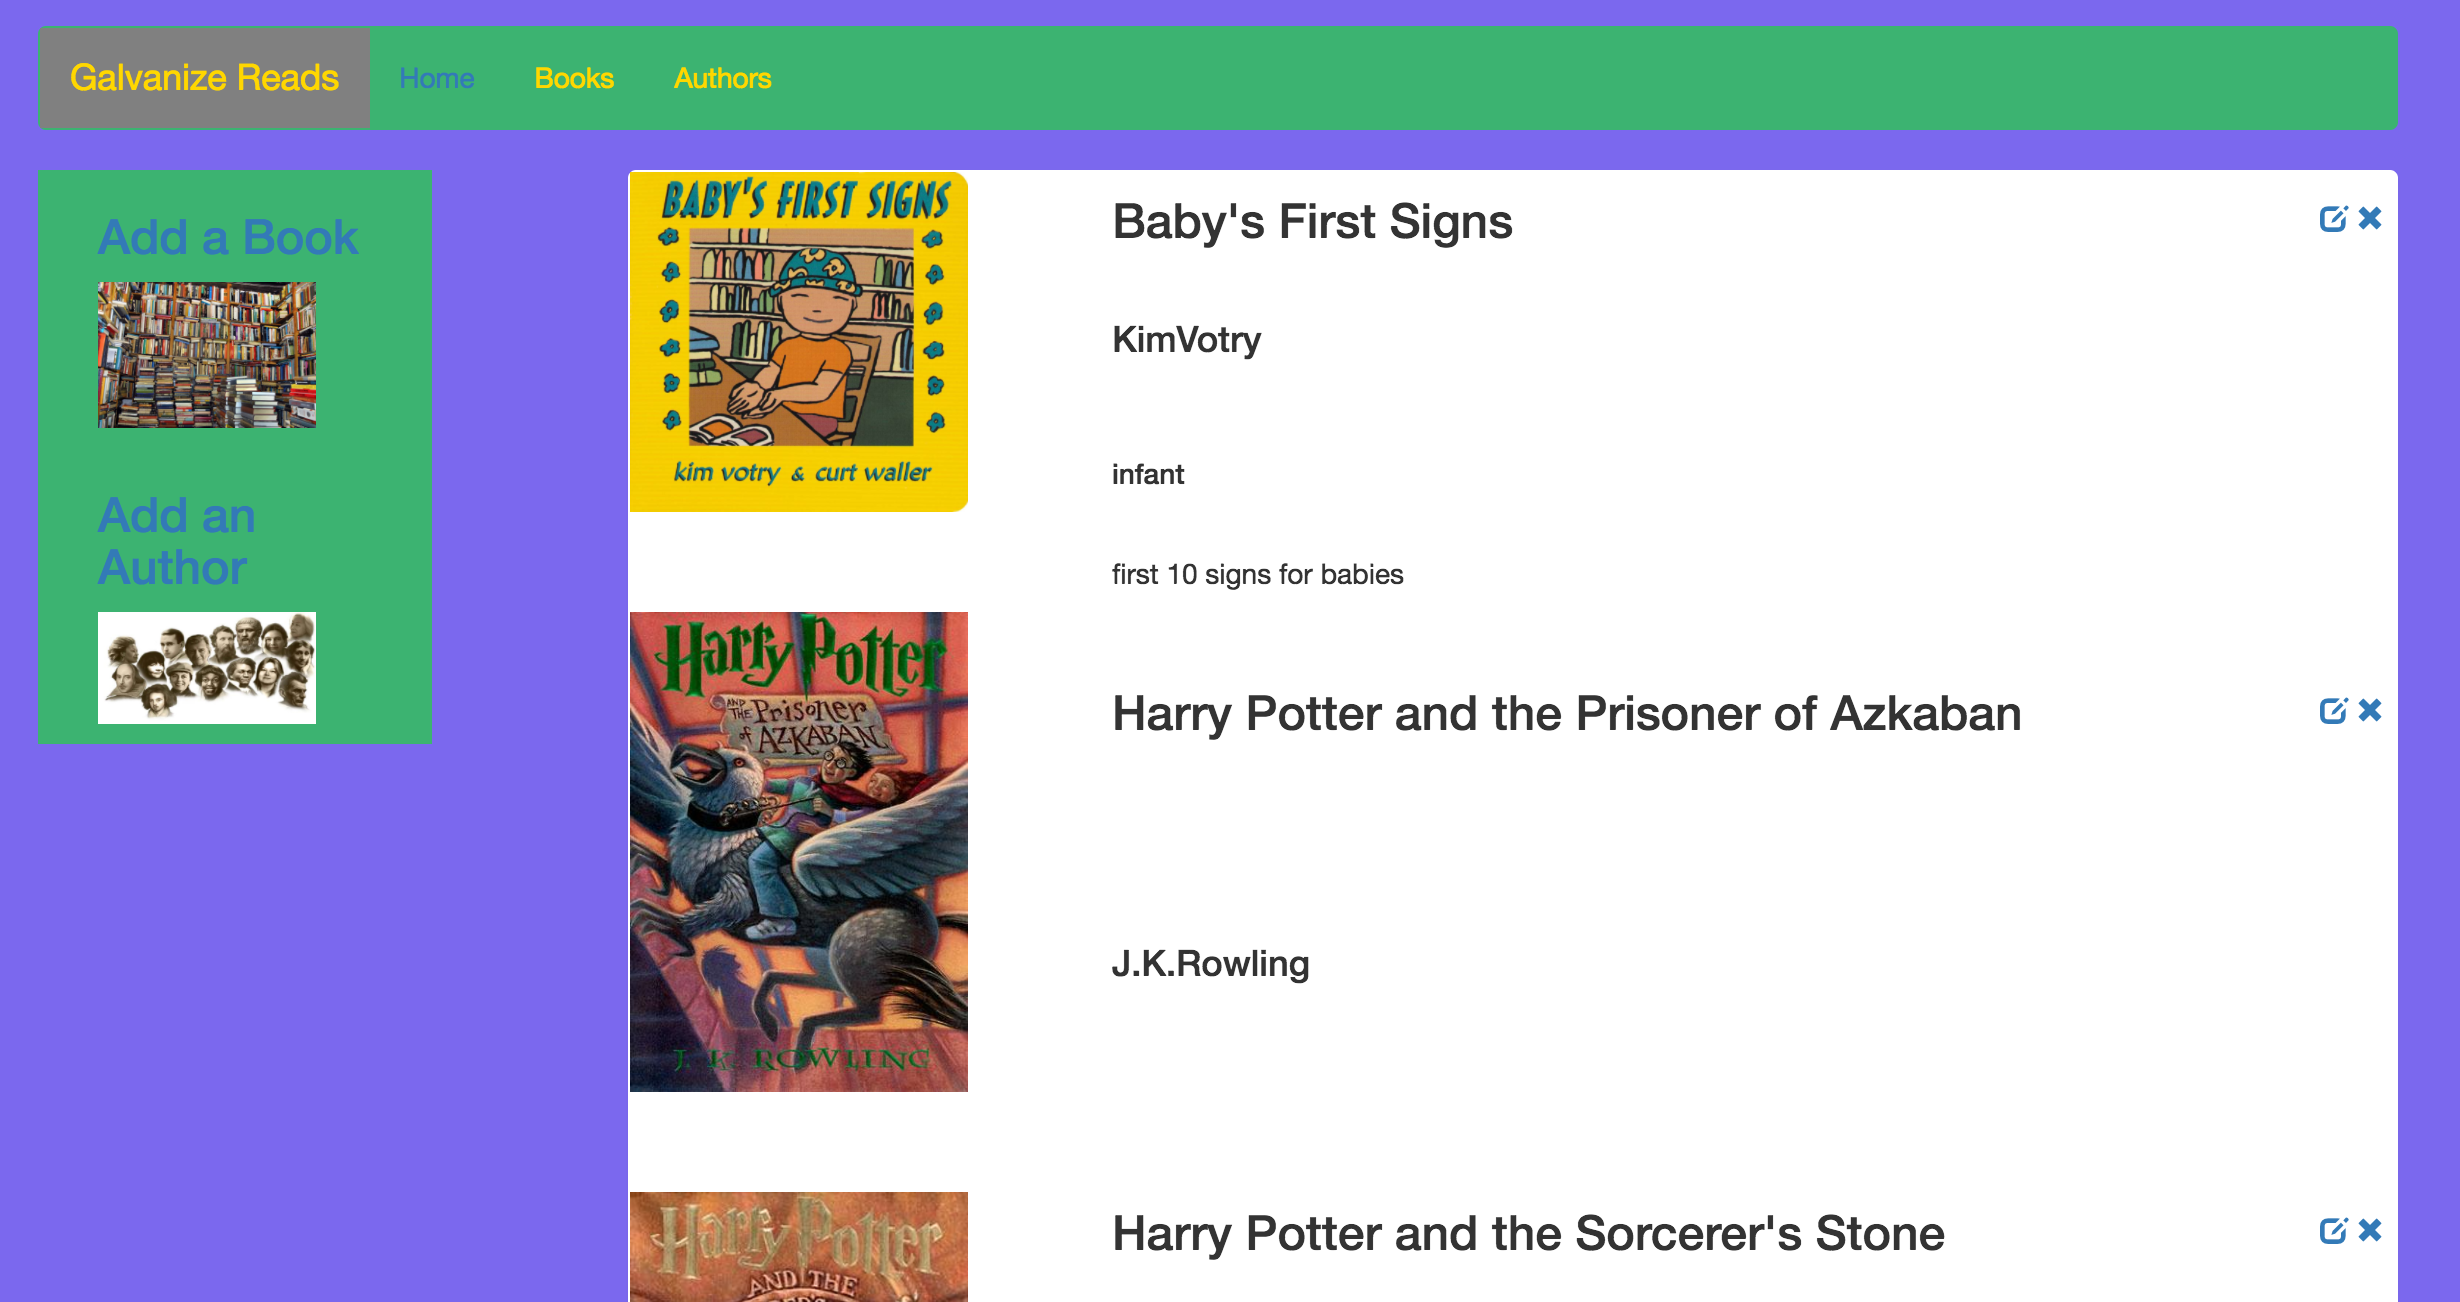 Galvanize Reads Home Books Authors
Add a Book
Add an
Author
BABY'S FIRST SIGNS
kim votry & curt waller
Baby's First Signs
KimVotry
infant
first 10 signs for babies
Harry Potter
AND
THE Prisoner
of AZKABAN
J. K. ROWLING
Harry Potter and the Prisoner of Azkaban
J.K.Rowling
Harry Potter
AND THE
Harry Potter and the Sorcerer's Stone